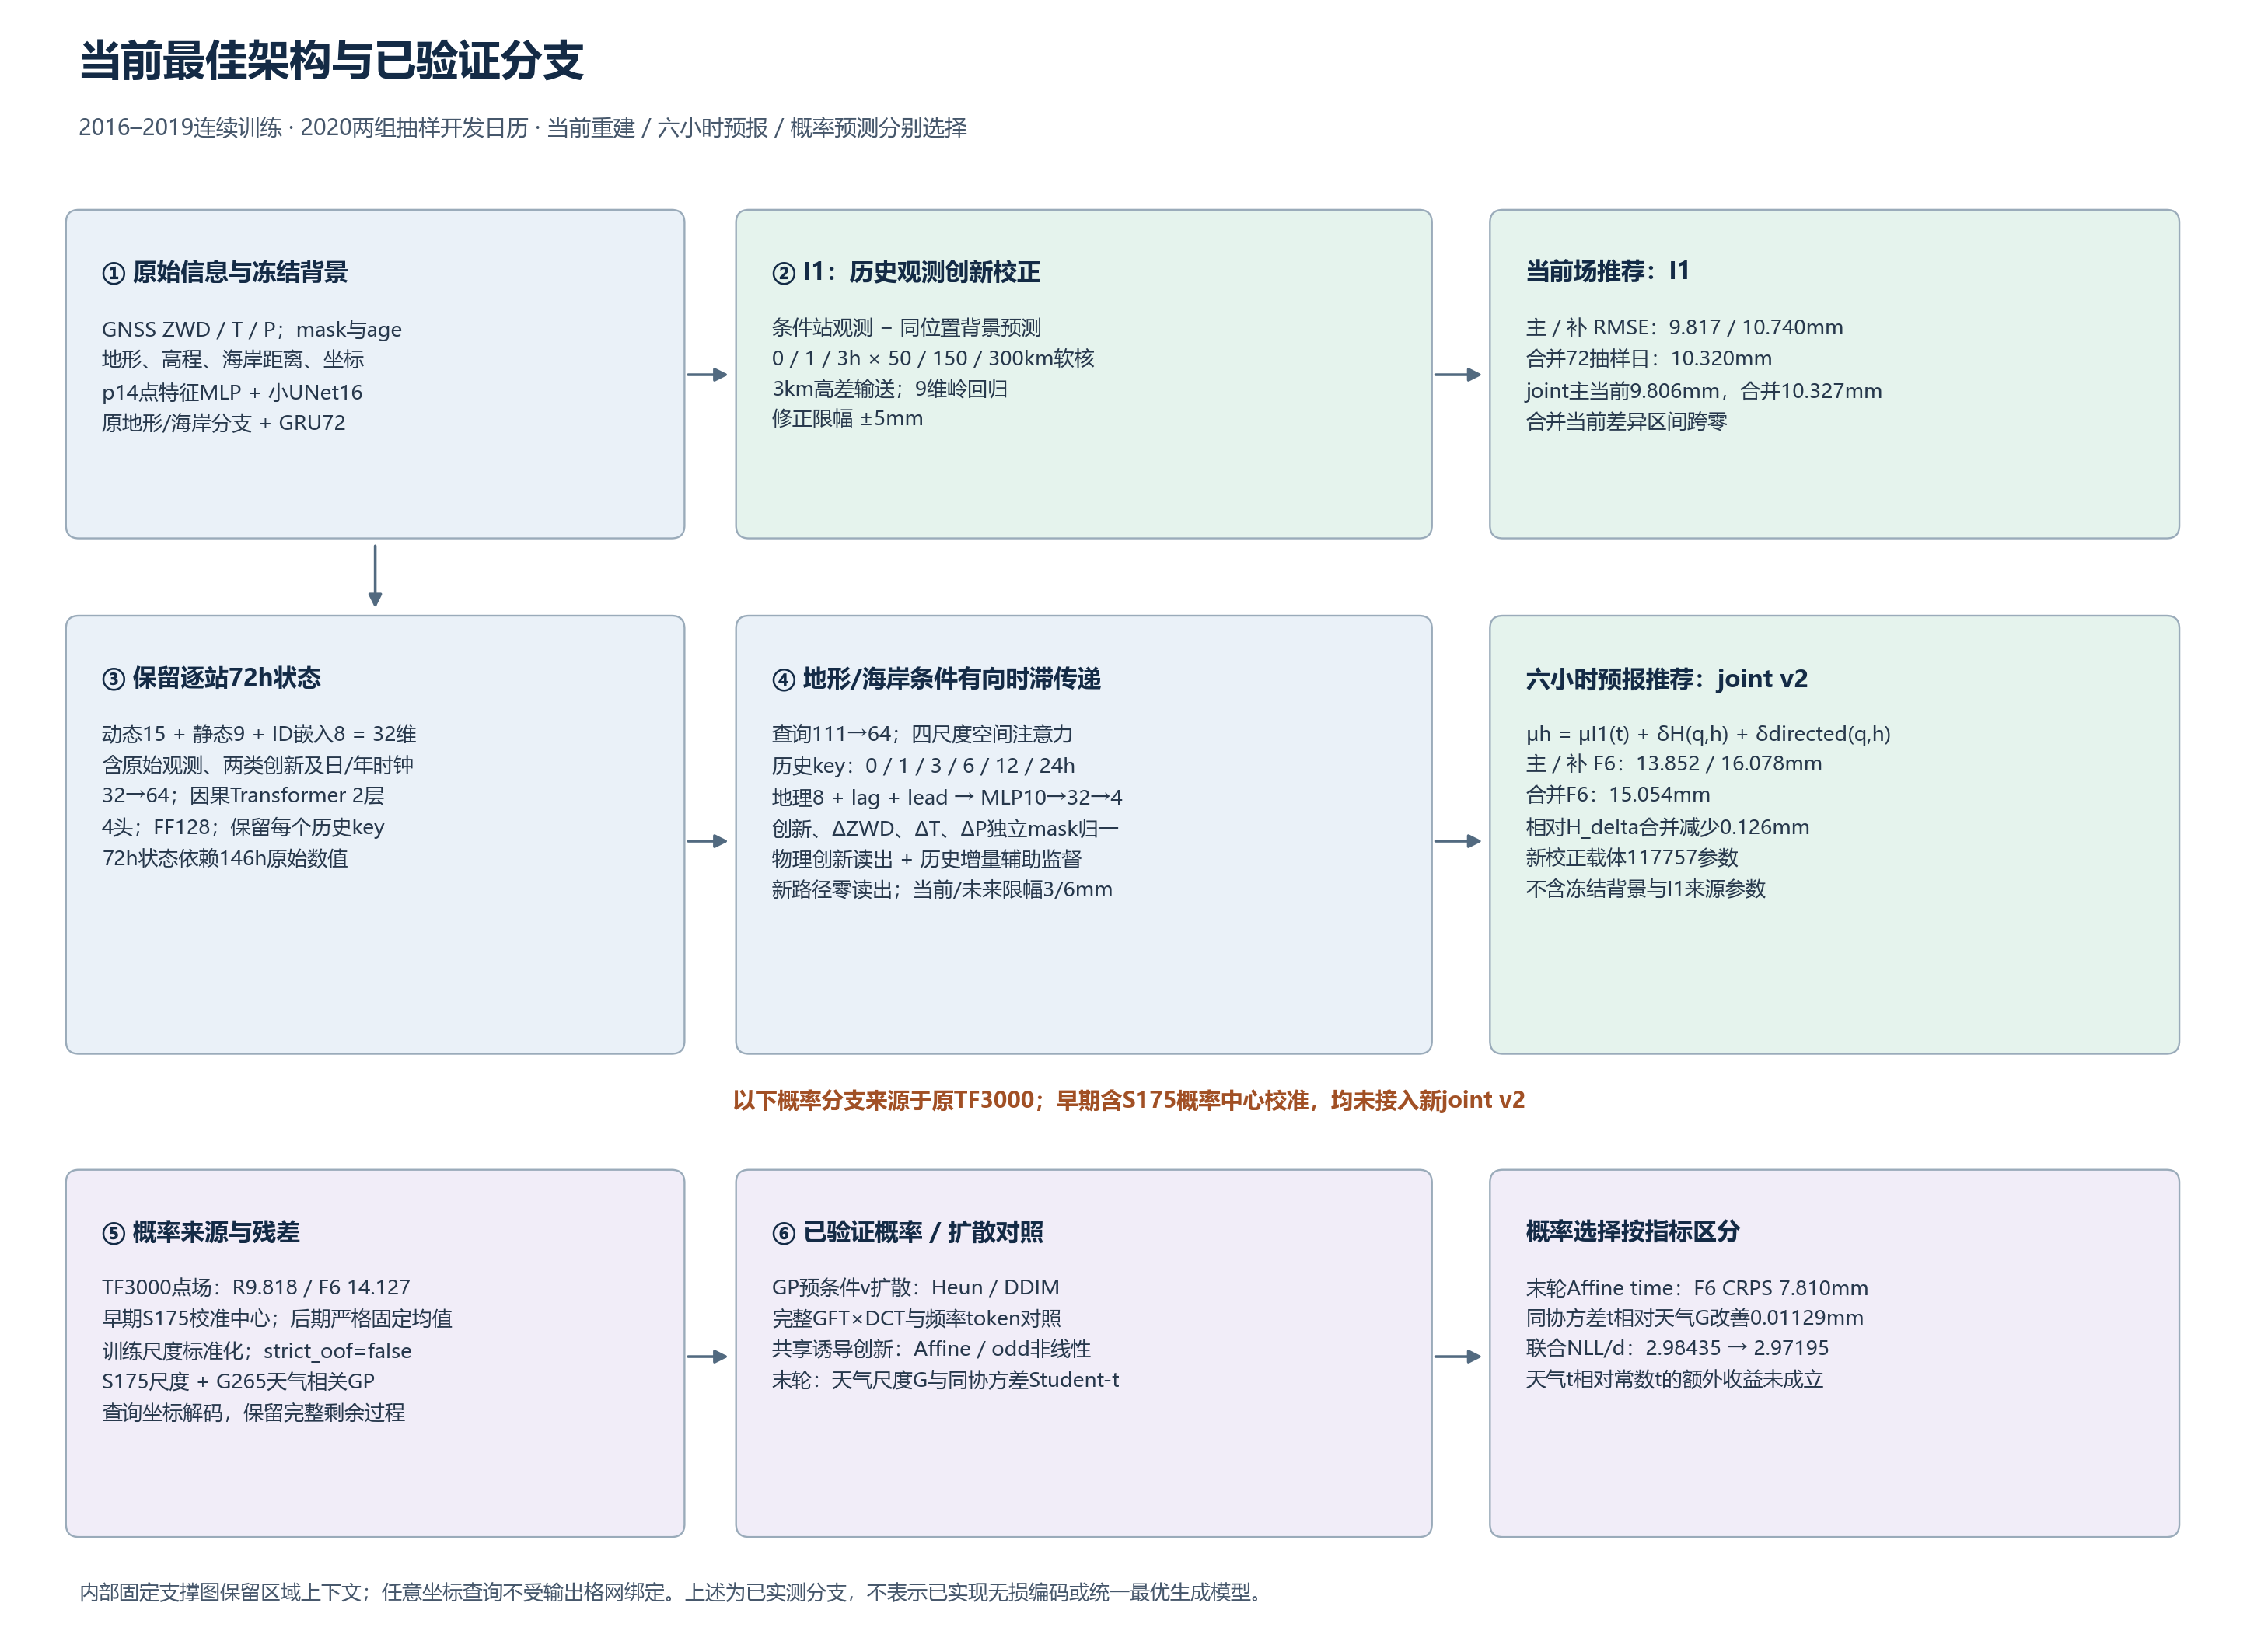 当前最佳架构与已验证分支
2016–2019连续训练 · 2020两组抽样开发日历 · 当前重建 / 六小时预报 / 概率预测分别选择
① 原始信息与冻结背景
GNSS ZWD / T / P；mask与age
地形、高程、海岸距离、坐标
p14点特征MLP + 小UNet16
原地形/海岸分支 + GRU72
② I1：历史观测创新校正
条件站观测 − 同位置背景预测
0 / 1 / 3h × 50 / 150 / 300km软核
3km高差输送；9维岭回归
修正限幅 ±5mm
当前场推荐：I1
主 / 补 RMSE：9.817 / 10.740mm
合并72抽样日：10.320mm
joint主当前9.806mm，合并10.327mm
合并当前差异区间跨零
③ 保留逐站72h状态
动态15 + 静态9 + ID嵌入8 = 32维
含原始观测、两类创新及日/年时钟
32→64；因果Transformer 2层
4头；FF128；保留每个历史key
72h状态依赖146h原始数值
④ 地形/海岸条件有向时滞传递
查询111→64；四尺度空间注意力
历史key：0 / 1 / 3 / 6 / 12 / 24h
地理8 + lag + lead → MLP10→32→4
创新、ΔZWD、ΔT、ΔP独立mask归一
物理创新读出 + 历史增量辅助监督
新路径零读出；当前/未来限幅3/6mm
六小时预报推荐：joint v2
μh = μI1(t) + δH(q,h) + δdirected(q,h)
主 / 补 F6：13.852 / 16.078mm
合并F6：15.054mm
相对H_delta合并减少0.126mm
新校正载体117757参数
不含冻结背景与I1来源参数
以下概率分支来源于原TF3000；早期含S175概率中心校准，均未接入新joint v2
⑤ 概率来源与残差
TF3000点场：R9.818 / F6 14.127
早期S175校准中心；后期严格固定均值
训练尺度标准化；strict_oof=false
S175尺度 + G265天气相关GP
查询坐标解码，保留完整剩余过程
⑥ 已验证概率 / 扩散对照
GP预条件v扩散：Heun / DDIM
完整GFT×DCT与频率token对照
共享诱导创新：Affine / odd非线性
末轮：天气尺度G与同协方差Student-t
概率选择按指标区分
末轮Affine time：F6 CRPS 7.810mm
同协方差t相对天气G改善0.01129mm
联合NLL/d：2.98435 → 2.97195
天气t相对常数t的额外收益未成立
内部固定支撑图保留区域上下文；任意坐标查询不受输出格网绑定。上述为已实测分支，不表示已实现无损编码或统一最优生成模型。